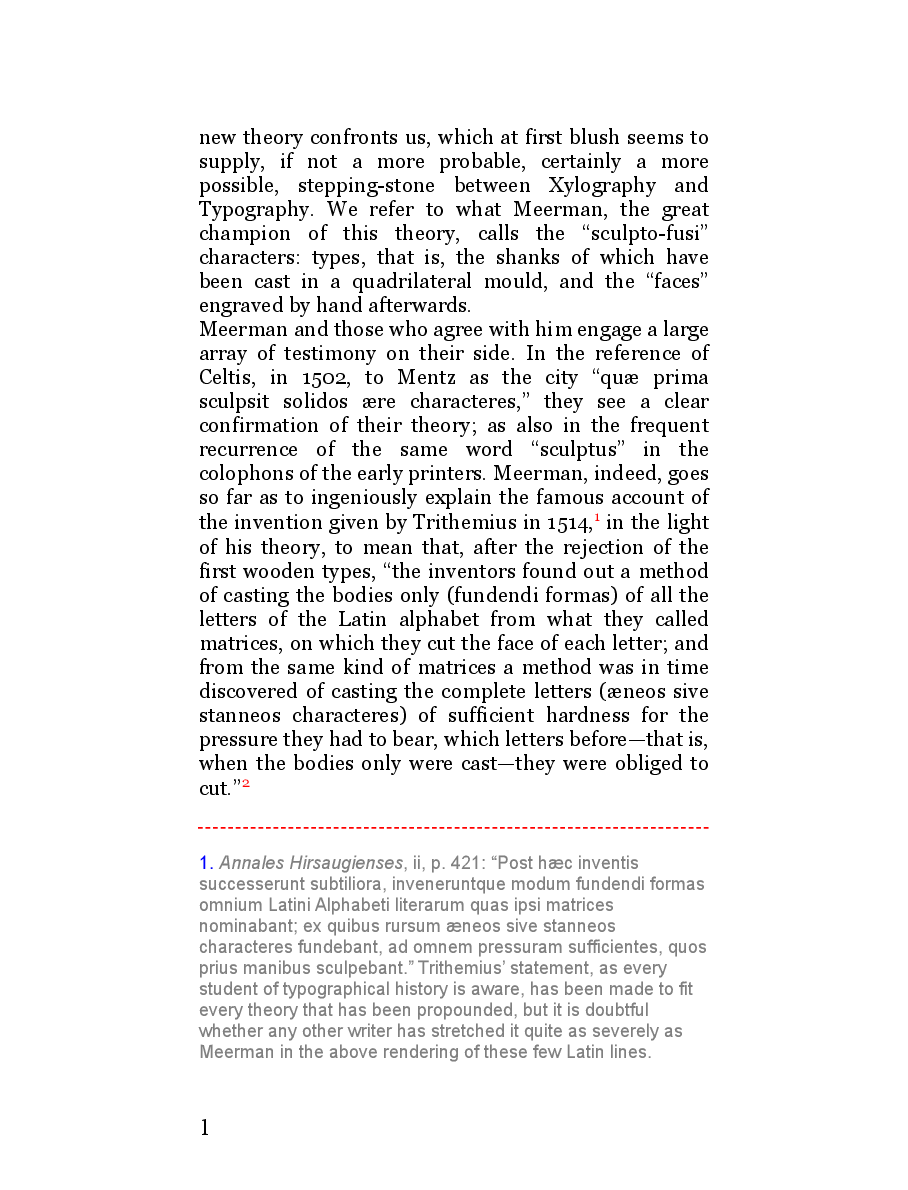 new theory confronts us, which at first blush seems to
supply, if not a more probable, certainly a more
possible, stepping-stone between Xylography and
Typography. We refer to what Meerman, the great
champion of this theory, calls the “sculpto-fusi”
characters: types, that is, the shanks of which have
been cast in a quadrilateral mould, and the “faces”
engraved by hand afterwards.
Meerman and those who agree with him engage a large
array of testimony on their side. In the reference of
Celtis, in 1502, to Mentz as the city “quæ prima
sculpsit solidos ære characteres,” they see a clear
confirmation of their theory; as also in the frequent
recurrence of the same word “sculptus” in the
colophons of the early printers. Meerman, indeed, goes
so far as to ingeniously explain the famous account of
the invention given by Trithemius in 1514,1 in the light
of his theory, to mean that, after the rejection of the
first wooden types, “the inventors found out a method
of casting the bodies only (fundendi formas) of all the
letters of the Latin alphabet from what they called
matrices, on which they cut the face of each letter; and
from the same kind of matrices a method was in time
discovered of casting the complete letters (æneos sive
stanneos characteres) of sufficient hardness for the
pressure they had to bear, which letters before—that is,
when the bodies only were cast—they were obliged to
cut.”2
1. Annales Hirsaugienses, ii, p. 421: “Post hæc inventis
successerunt subtiliora, inveneruntque modum fundendi formas
omnium Latini Alphabeti literarum quas ipsi matrices
nominabant; ex quibus rursum æneos sive stanneos
characteres fundebant, ad omnem pressuram sufficientes, quos
prius manibus sculpebant.” Trithemius’ statement, as every
student of typographical history is aware, has been made to fit
every theory that has been propounded, but it is doubtful
whether any other writer has stretched it quite as severely as
Meerman in the above rendering of these few Latin lines.
1